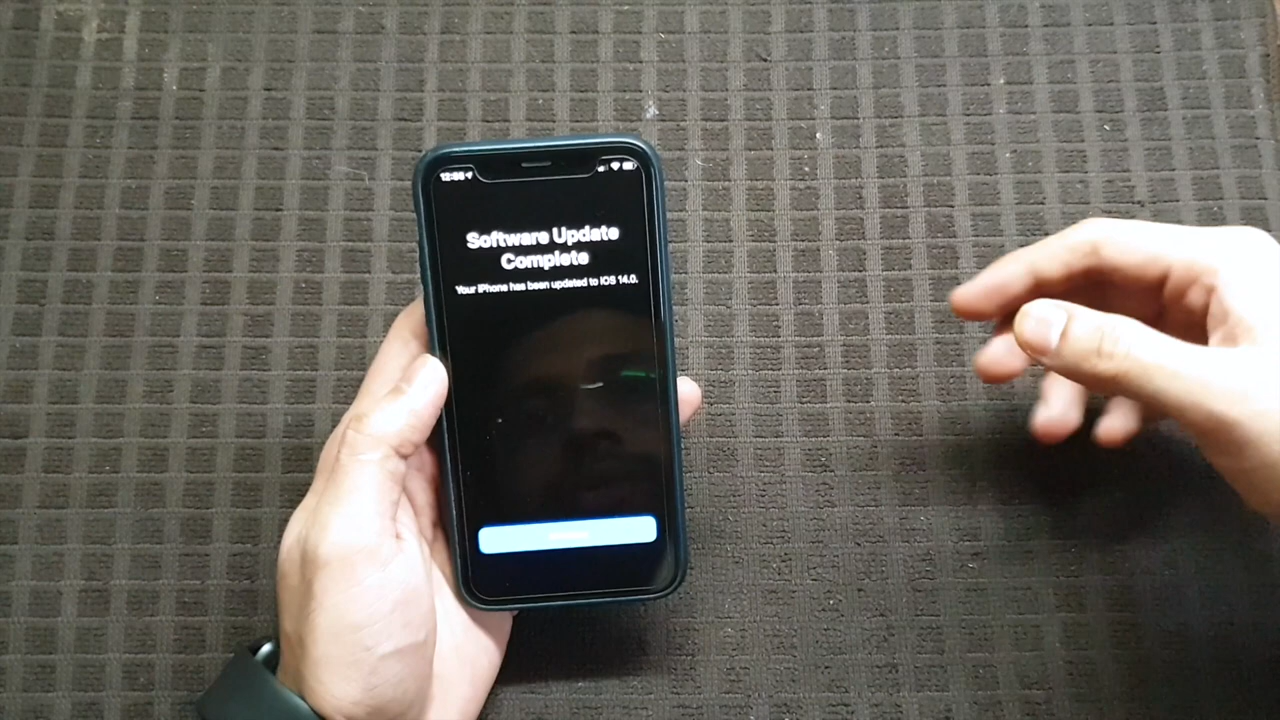 Software Update
Complete
Your iPhone has been updated to iOS 14.0.